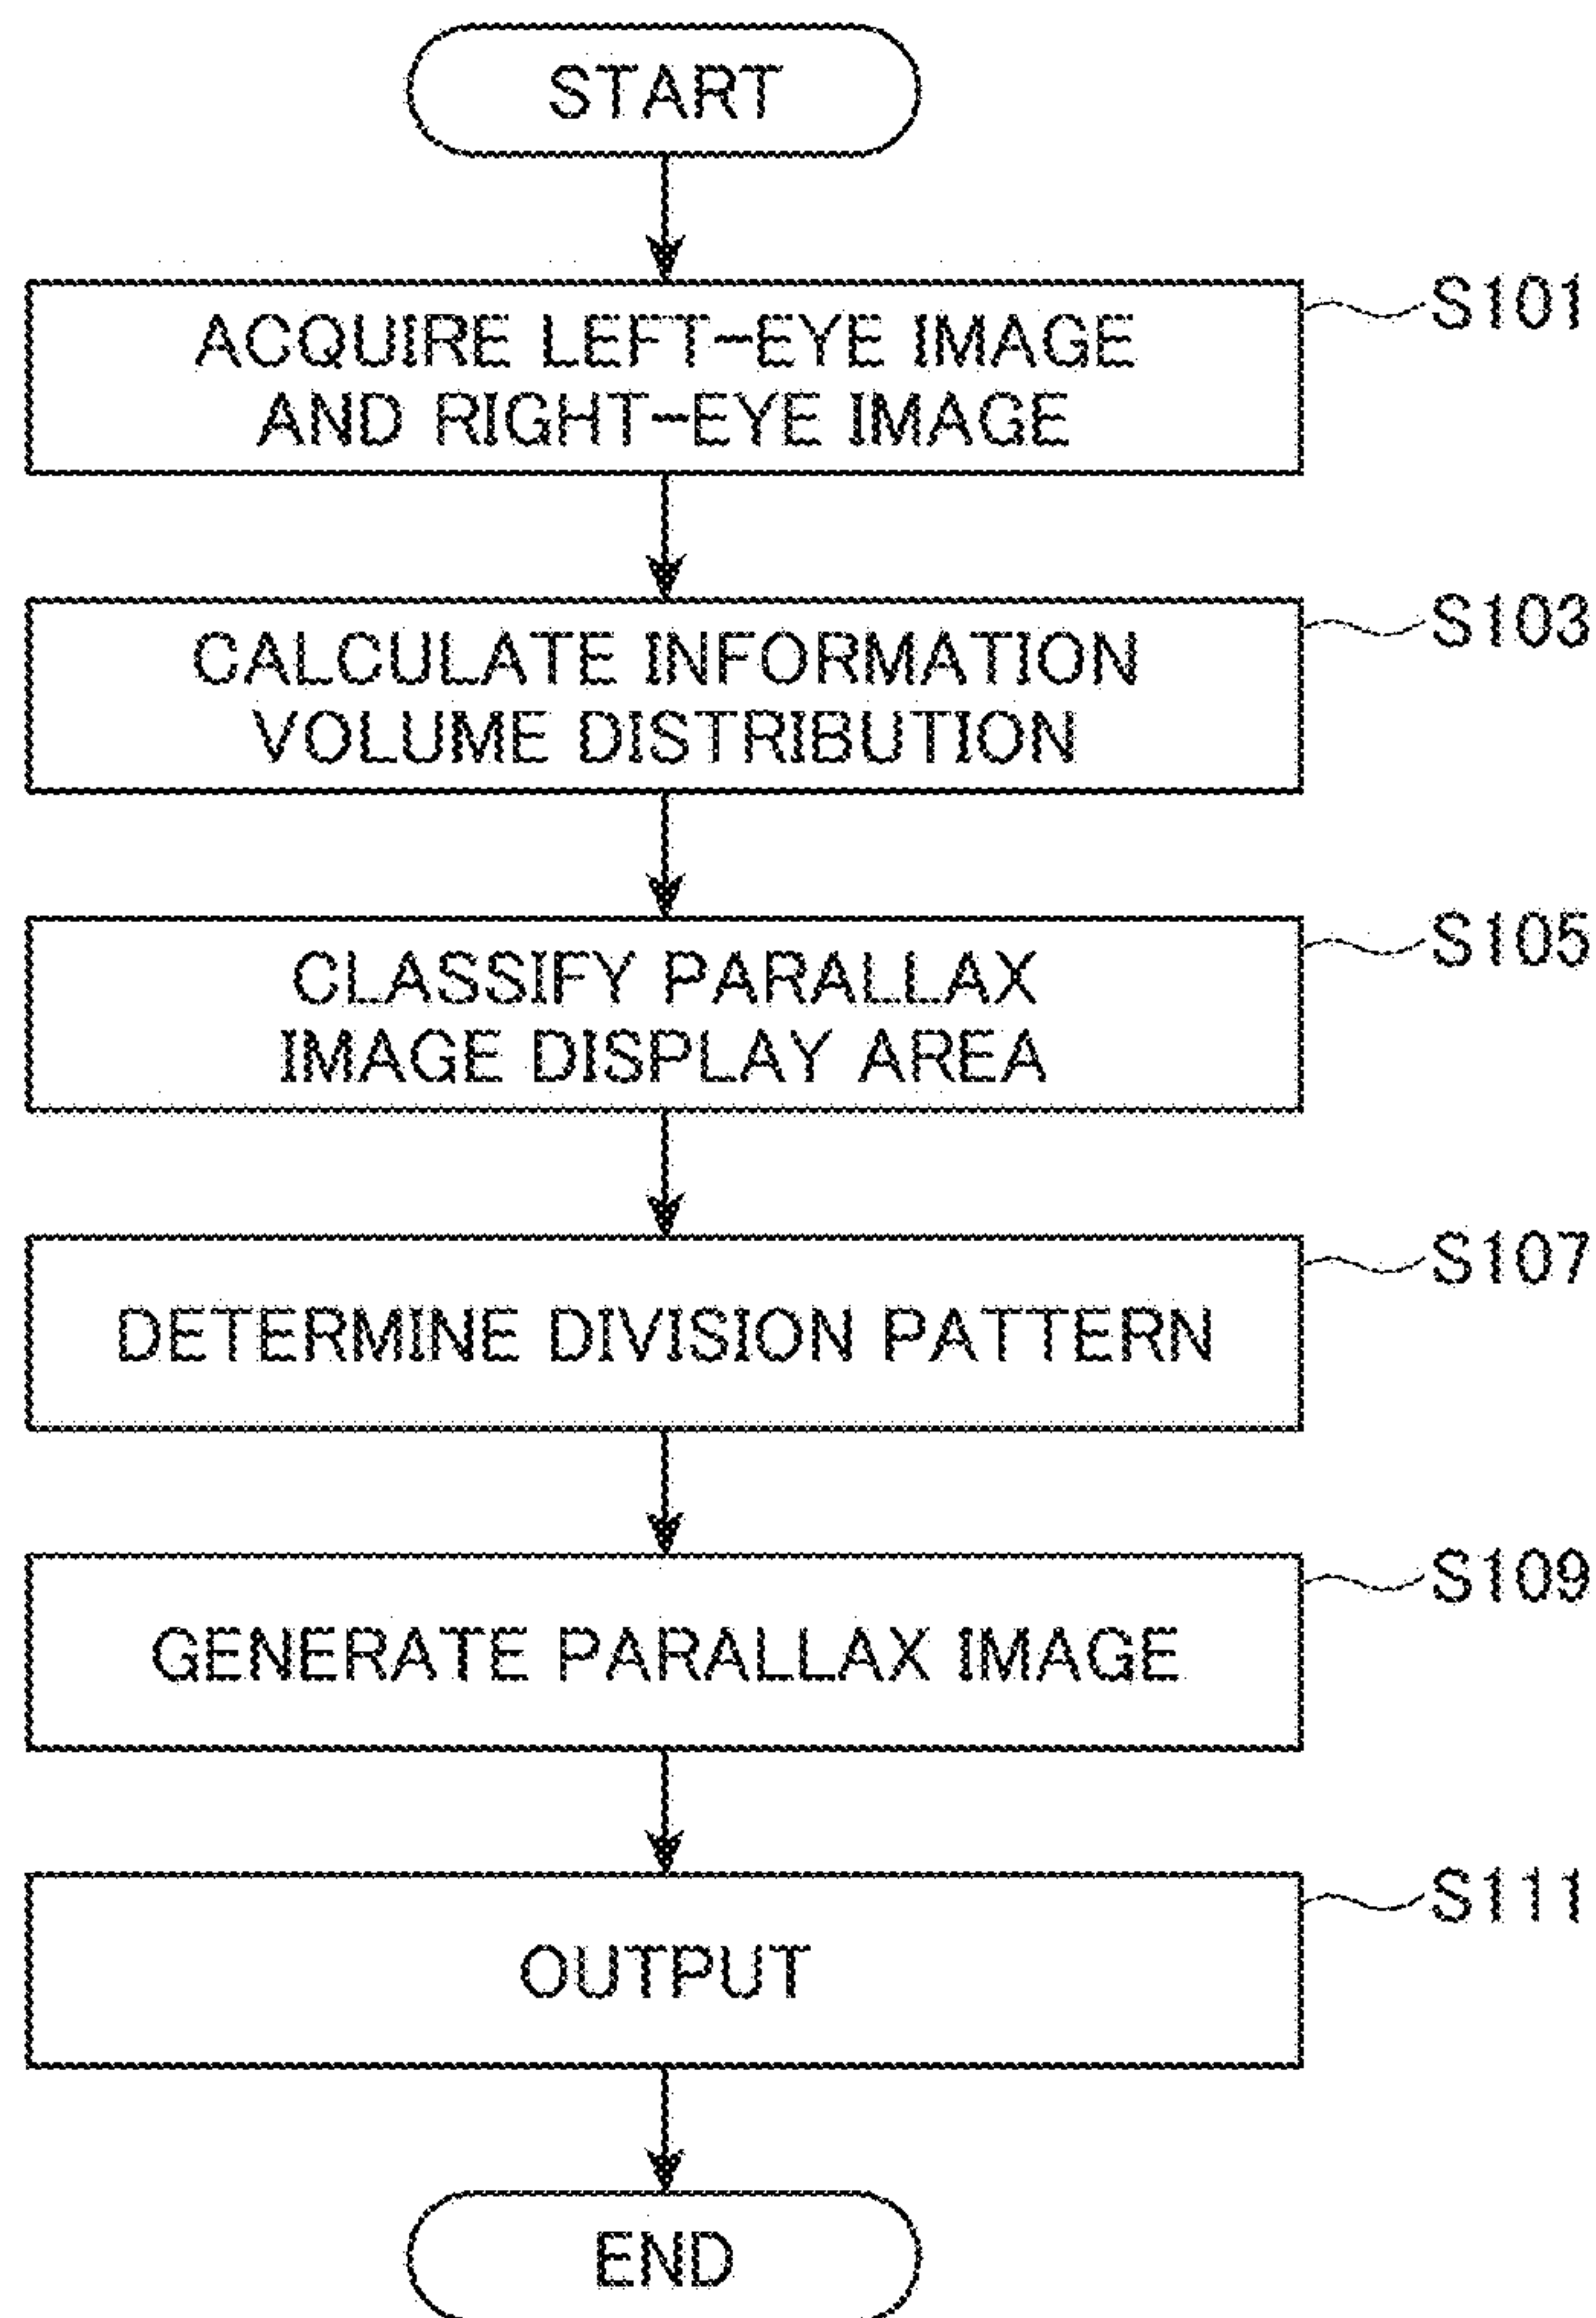 START
ACQUIRE LEFT-EYE IMAGE
AND RIGHT-EYE IMAGE
S101
CALCULATE INFORMATION
VOLUME DISTRIBUTION
S103
CLASSIFY PARALLAX
IMAGE DISPLAY AREA
S105
DETERMINE DIVISION PATTERN
S107
GENERATE PARALLAX IMAGE
S109
OUTPUT
S111
END